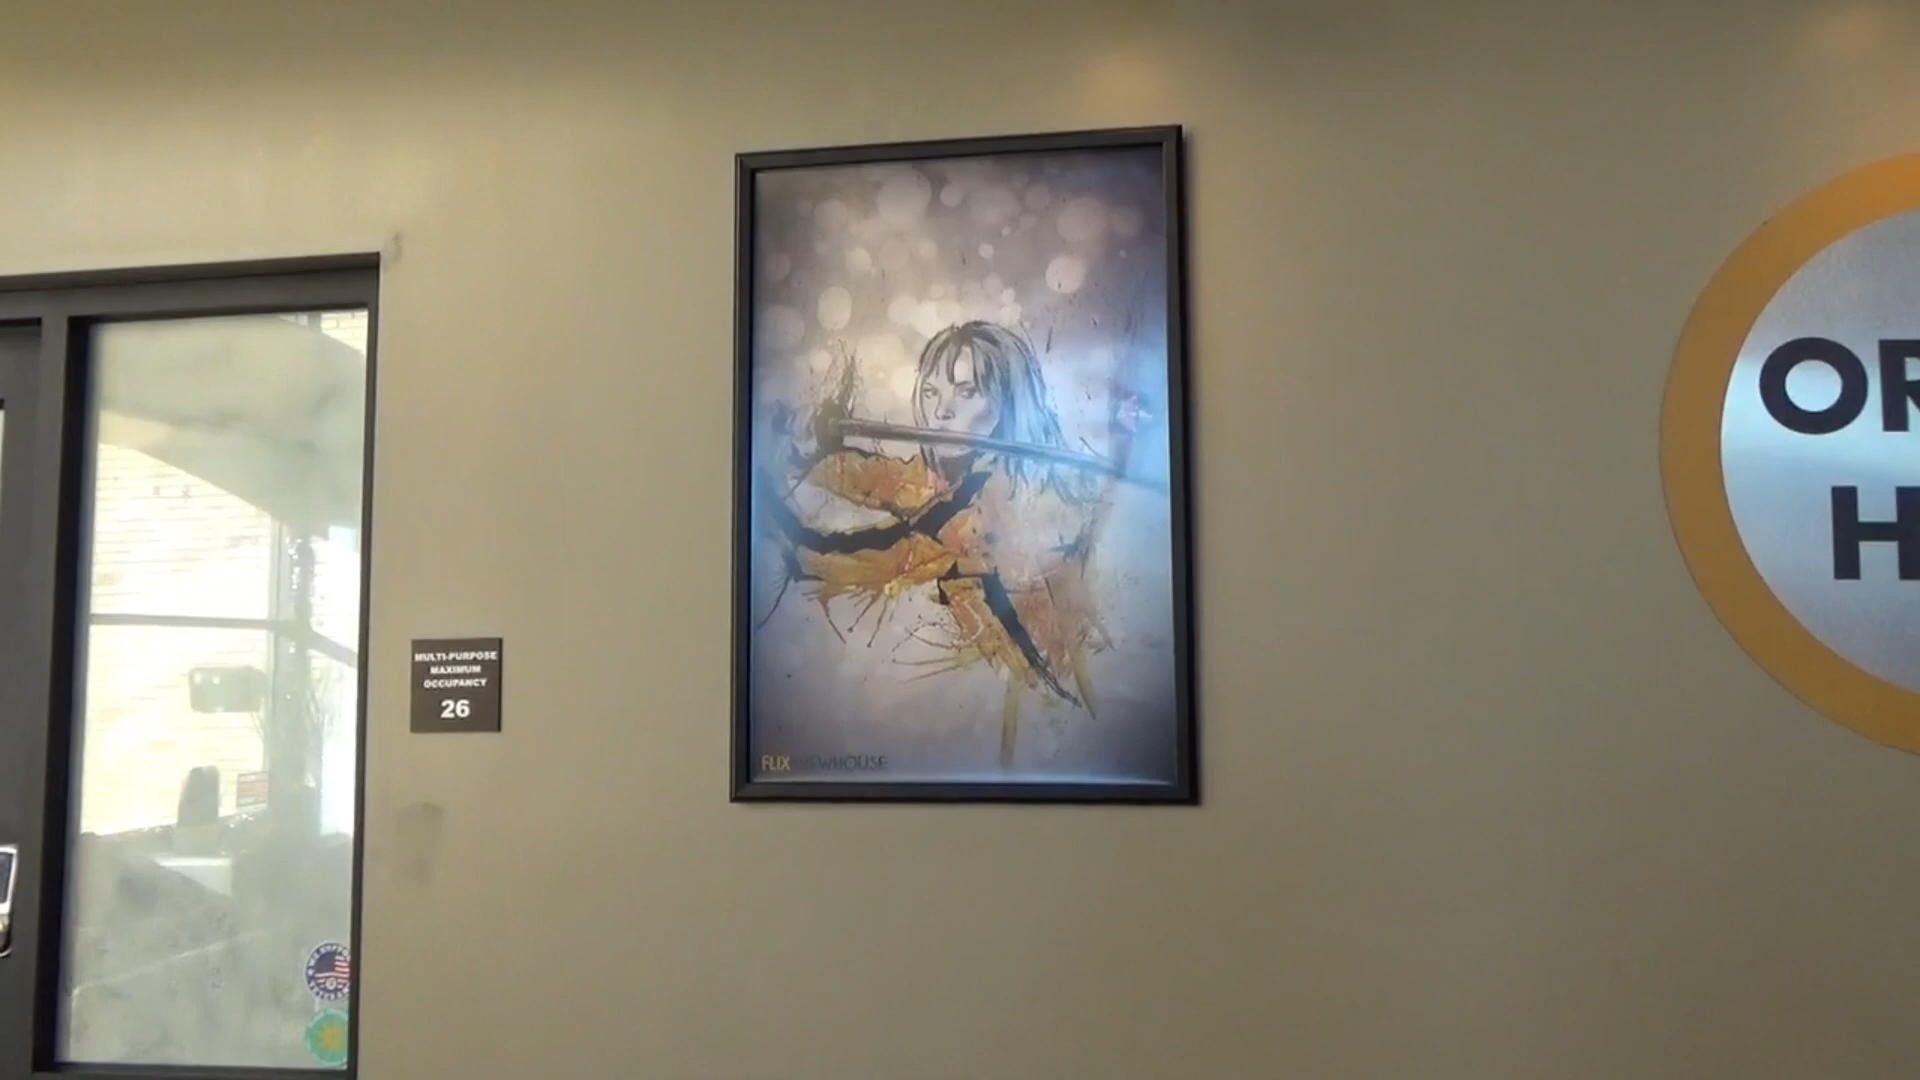 MULTI-PURPOSE
MAXIMUM
OCCUPANCY
26
FLIX BREWHOUSE
OR
H